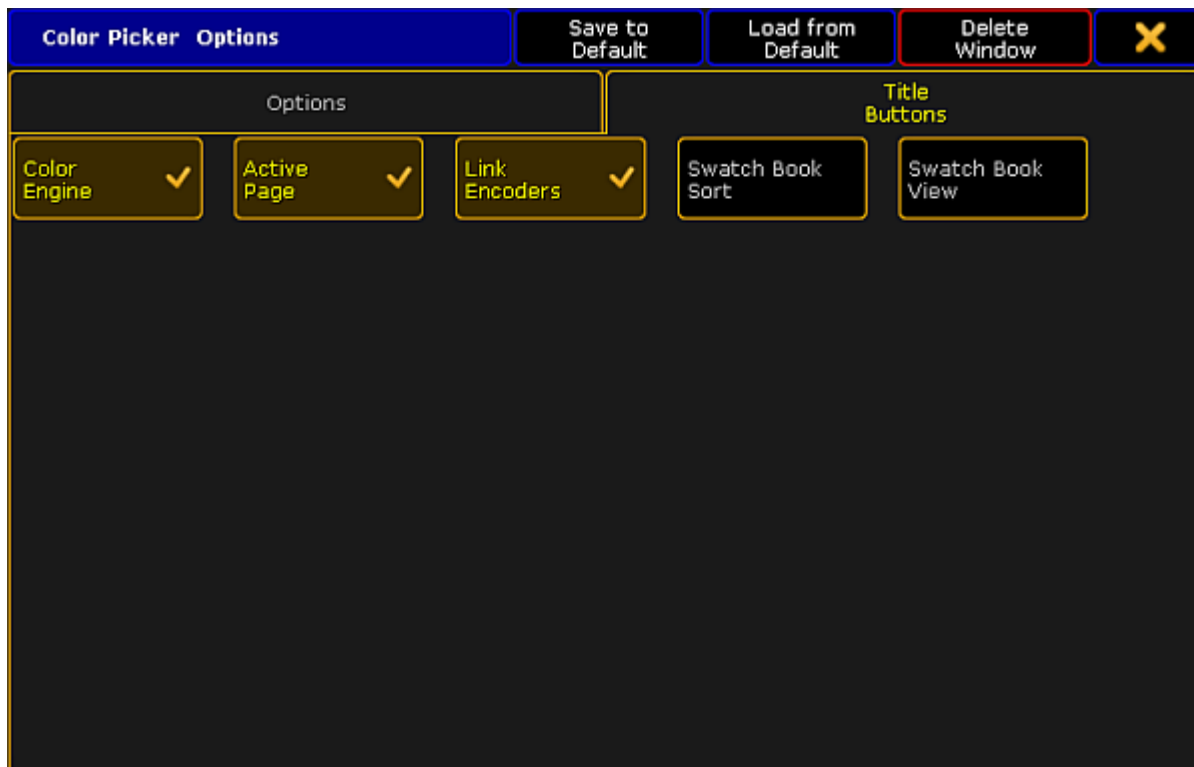 Color Picker Options
Save to
Default
Load from
Default
Delete
Window
Options
Title
Buttons
Color
Engine
Active
Page
Link
Encoders
Swatch Book
Sort
Swatch Book
View